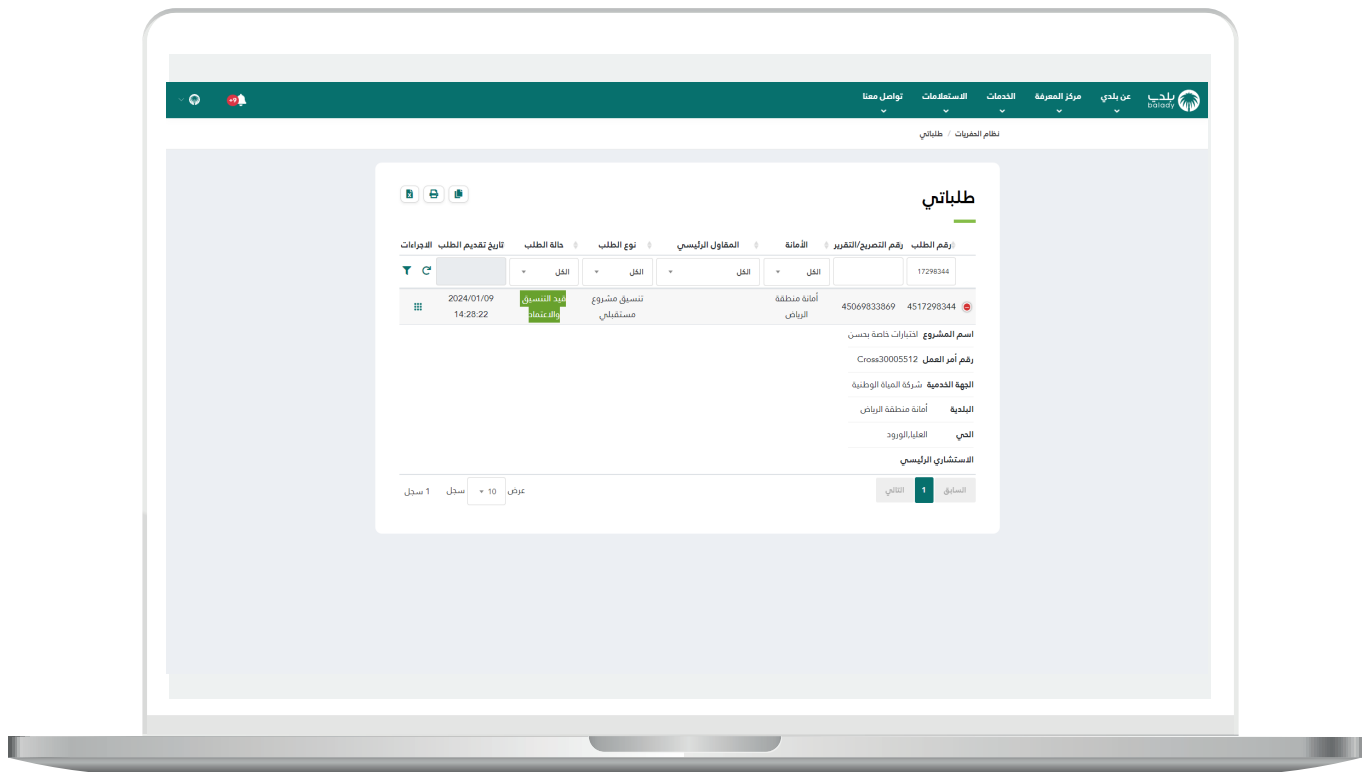 بلدي
balady
عن بلدي
مركز المعرفة
الخدمات
الاستعلامات
تواصل معنا
+9
نظام الحفريات / طلباتي
طلباتي
رقم الطلب
رقم التصريح/التقرير
الأمانة
المقاول الرئيسي
نوع الطلب
حالة الطلب
تاريخ تقديم الطلب
الاجراءات
17298344
الكل
الكل
الكل
الكل
4517298344
45069833869
أمانة منطقة
الرياض
تنسيق مشروع
مستقبلي
قيد التنسيق
والاعتماد
2024/01/09
14:28:22
اسم المشروع اختبارات خاصة بحسن
رقم أمر العمل Cross30005512
الجهة الخدمية شركة المياة الوطنية
البلدية أمانة منطقة الرياض
الحي العليا,الورود
الاستشاري الرئيسي
السابق 1 التالي
عرض 10 سجل 1 سجل